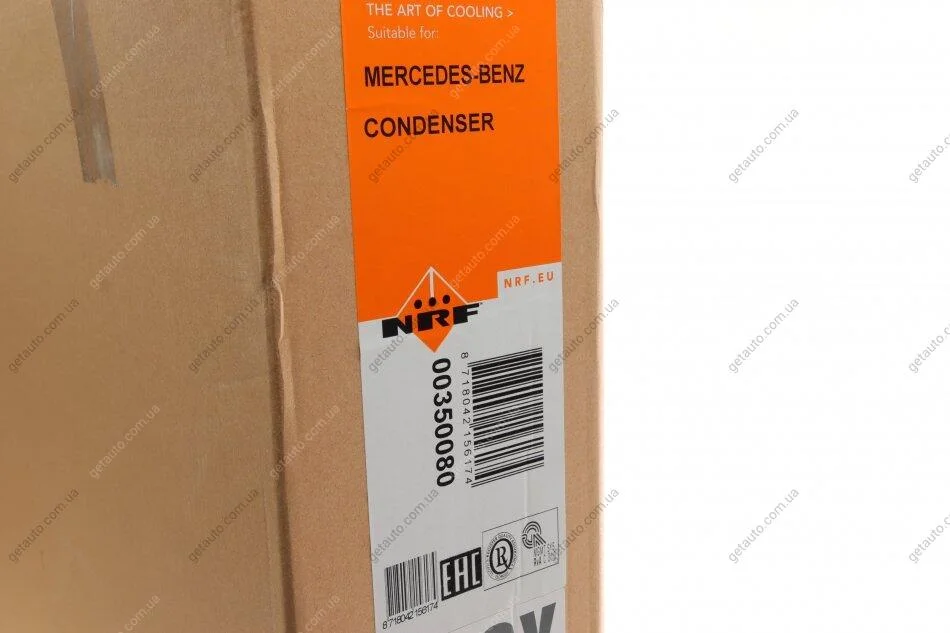 THE ART OF COOLING >
Suitable for:
MERCEDES-BENZ
CONDENSER
NRF.EU
NRF
00350080
8 718042 156174
EHC
R
8 718042 156174
getauto.com.ua